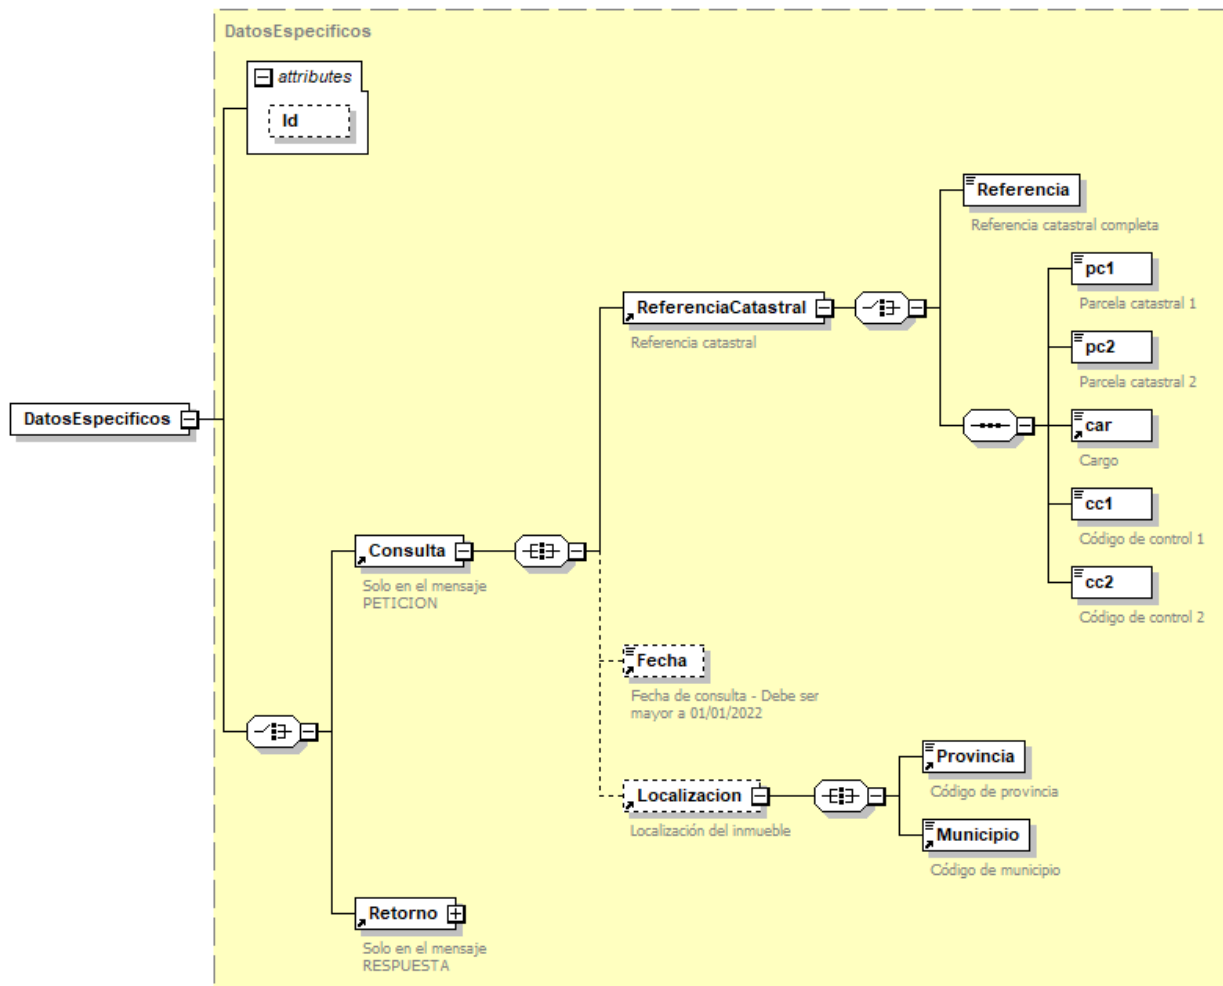 DatosEspecificos
attributes
Id
Referencia
Referencia catastral completa
pc1
Parcela catastral 1
ReferenciaCatastral
Referencia catastral
pc2
Parcela catastral 2
DatosEspecificos
car
Cargo
cc1
Código de control 1
Consulta
Solo en el mensaje
PETICION
cc2
Código de control 2
Fecha
Fecha de consulta - Debe ser
mayor a 01/01/2022
Provincia
Código de provincia
Localizacion
Localización del inmueble
Municipio
Código de municipio
Retorno
Solo en el mensaje
RESPUESTA